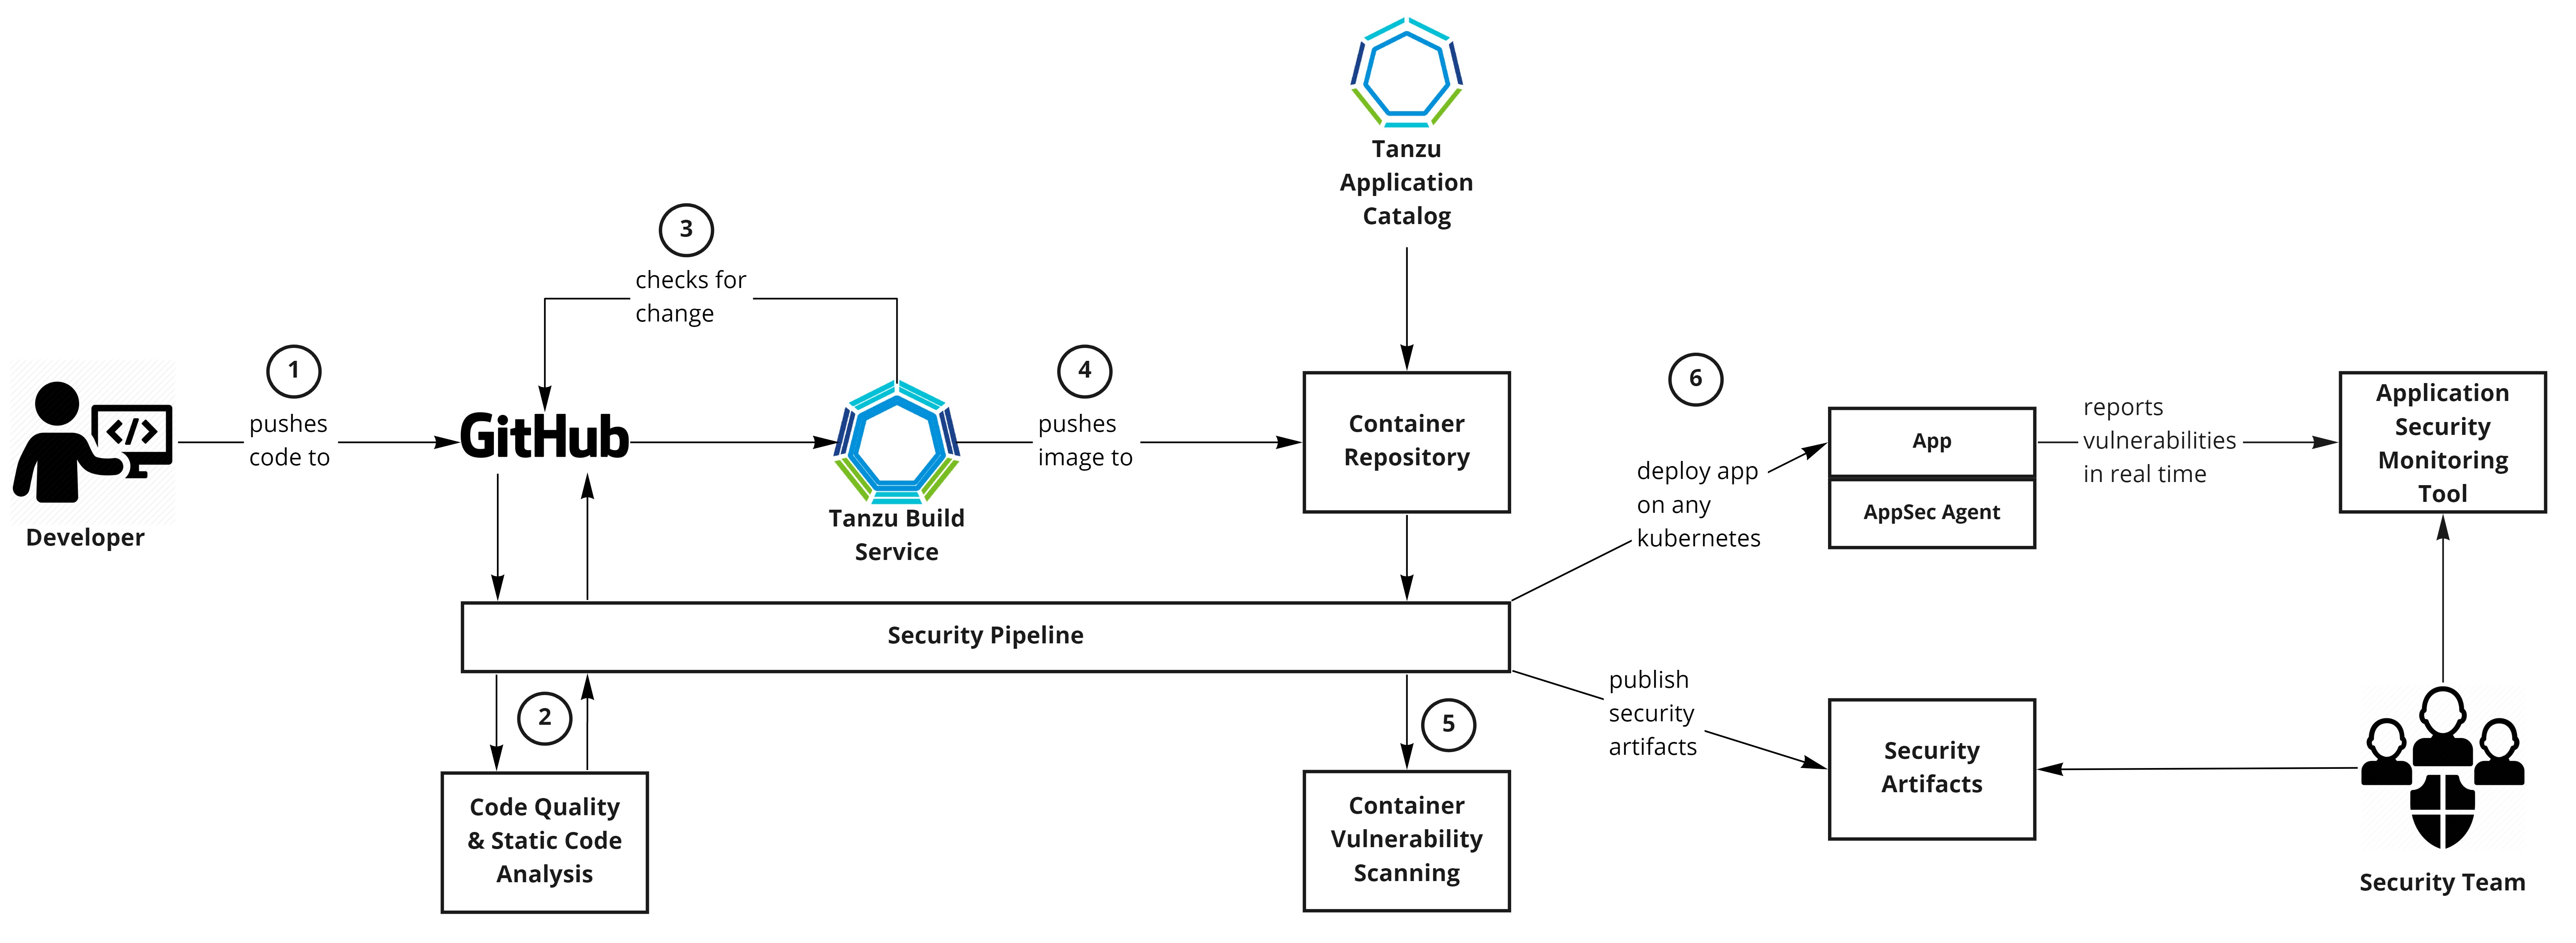 Tanzu
Application
Catalog
3
checks for
change
1
pushes
code to
</>
Developer
GitHub
Tanzu Build
Service
4
pushes
image to
Container
Repository
6
deploy app
on any
kubernetes
App
AppSec Agent
reports
vulnerabilities
in real time
Application
Security
Monitoring
Tool
Security Pipeline
2
Code Quality
& Static Code
Analysis
5
Container
Vulnerability
Scanning
publish
security
artifacts
Security
Artifacts
Security Team